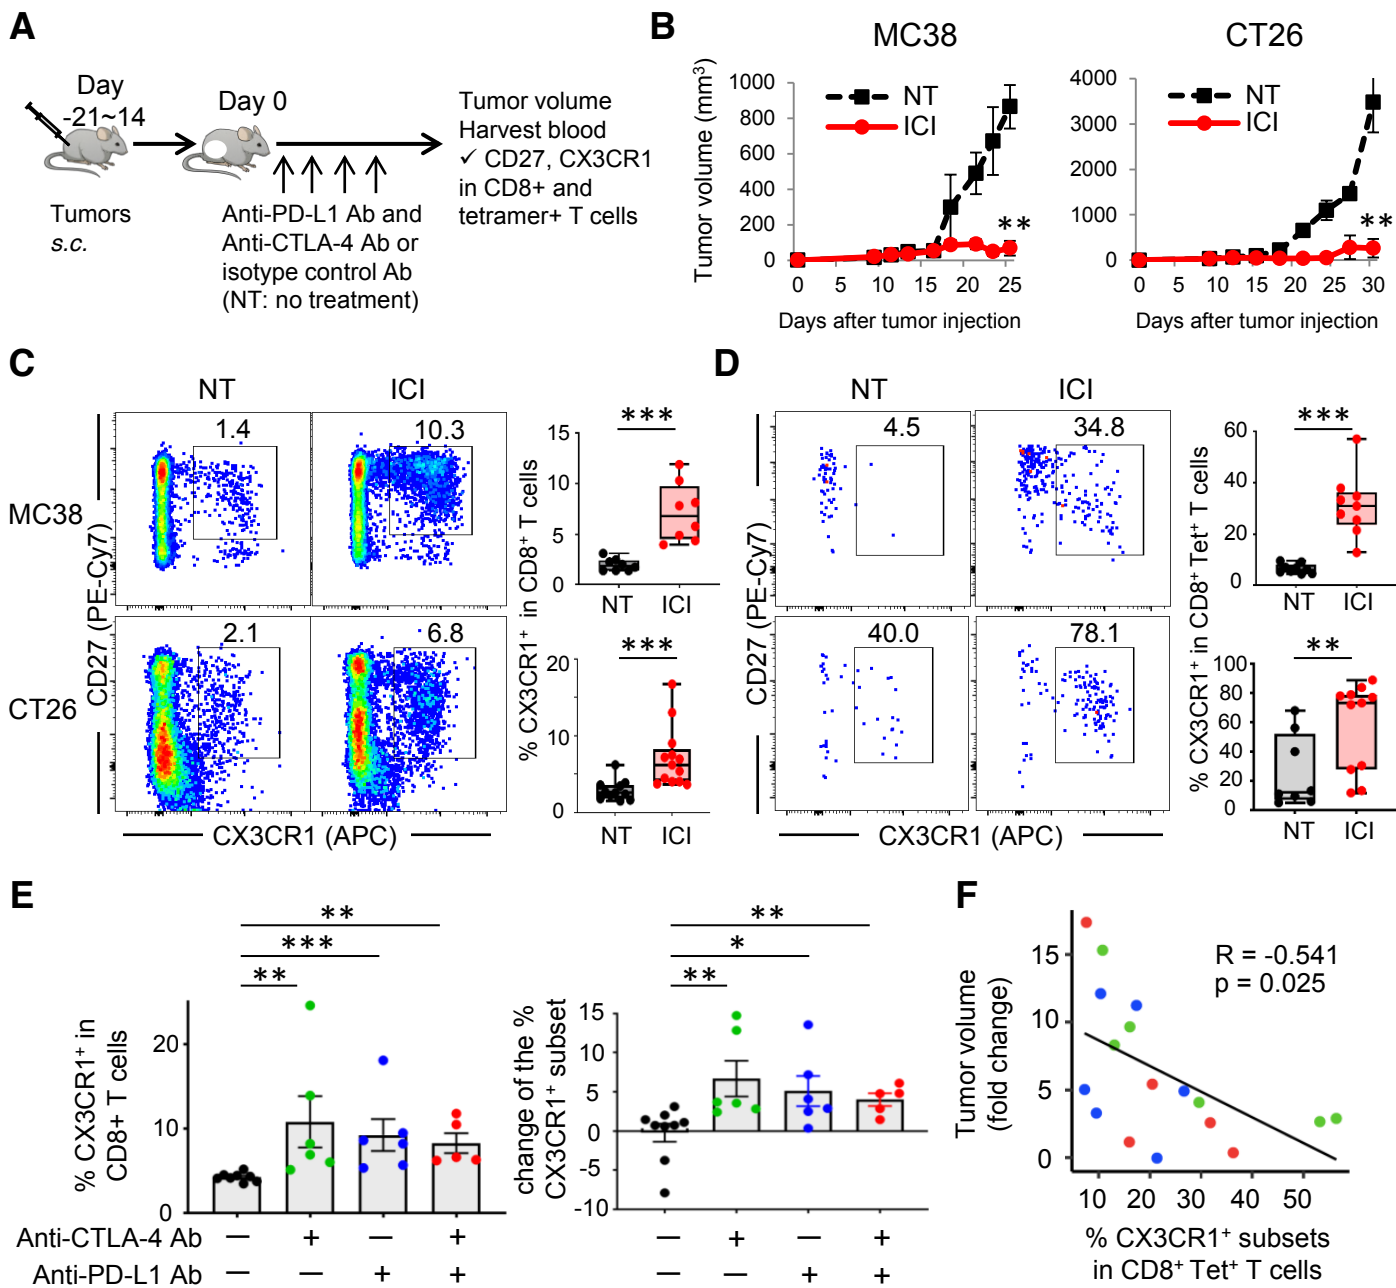 A
Day
-21~14
Day 0
Tumors
s.c.
Anti-PD-L1 Ab and
Anti-CTLA-4 Ab or
isotype control Ab
(NT: no treatment)
Tumor volume
Harvest blood
✓ CD27, CX3CR1
in CD8+ and
tetramer+ T cells
B
MC38
Tumor volume (mm³)
1000
800
600
400
200
0
NT
ICI
**
0 5 10 15 20 25
Days after tumor injection
CT26
4000
3000
2000
1000
0
NT
ICI
**
0 5 10 15 20 25 30
Days after tumor injection
C
NT
ICI
MC38
1.4
10.3
CT26
2.1
6.8
CD27 (PE-Cy7)
CX3CR1 (APC)
% CX3CR1⁺ in CD8⁺ T cells
***
15
10
5
0
NT ICI
***
20
10
0
NT ICI
D
NT
ICI
4.5
34.8
40.0
78.1
CD27 (PE-Cy7)
CX3CR1 (APC)
% CX3CR1⁺ in CD8⁺ Tet⁺ T cells
***
60
40
20
0
NT ICI
**
100
80
60
40
20
0
NT ICI
E
**
***
**
% CX3CR1⁺ in
CD8+ T cells
20
10
0
**
*
**
change of the %
CX3CR1⁺ subset
15
10
5
0
-5
-10
Anti-CTLA-4 Ab — + — + — + — +
Anti-PD-L1 Ab — — + + — — + +
F
Tumor volume
(fold change)
15
10
5
0
R = -0.541
p = 0.025
10 20 30 40 50
% CX3CR1⁺ subsets
in CD8⁺ Tet⁺ T cells